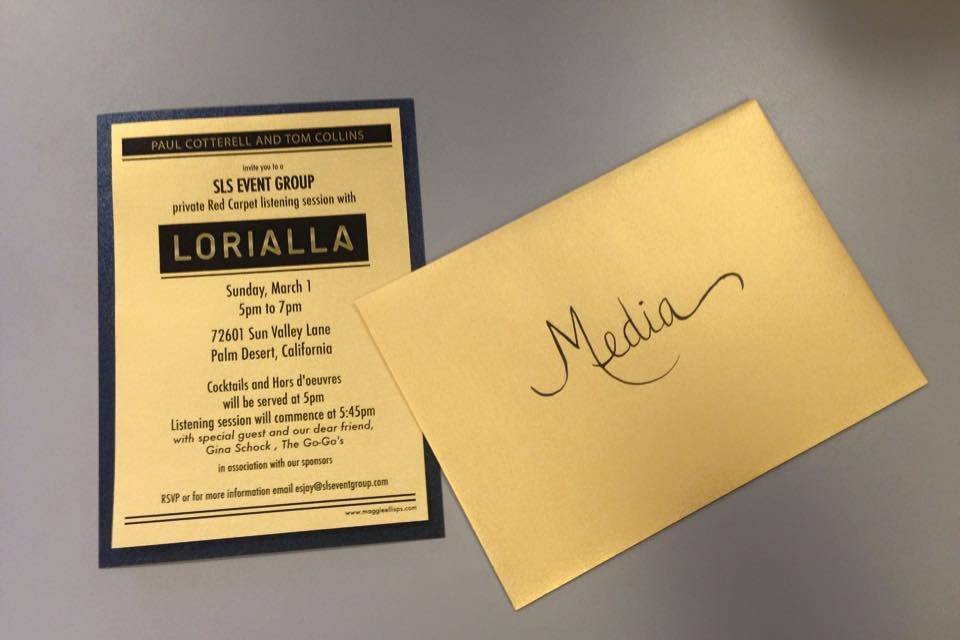 PAUL COTTERELL AND TOM COLLINS
invite you to a
SLS EVENT GROUP
private Red Carpet listening session with
LORIALLA
Sunday, March 1
5pm to 7pm
72601 Sun Valley Lane
Palm Desert, California
Cocktails and Hors d'oeuvres
will be served at 5pm
Listening session will commence at 5:45pm
with special guest and our dear friend,
Gina Schock , The Go-Go's
in association with our sponsors
RSVP or for more information email esjay@slseventgroup.com
www.maggieellisps.com
Media